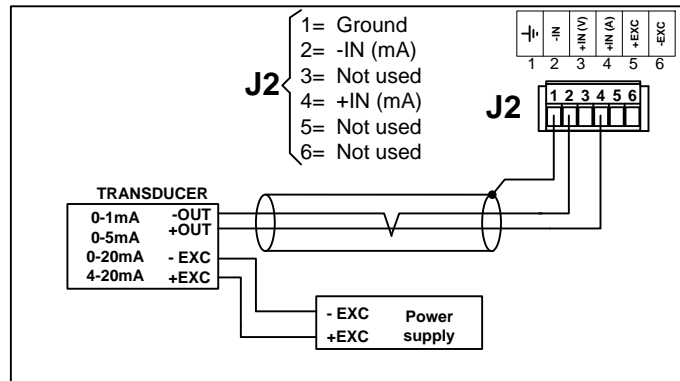 J2
1= Ground
2= -IN (mA)
3= Not used
4= +IN (mA)
5= Not used
6= Not used
-IN
+IN (V)
+IN (A)
+EXC
-EXC
1 2 3 4 5 6
J2
1 2 3 4 5 6
TRANSDUCER
0-1mA -OUT
0-5mA +OUT
0-20mA - EXC
4-20mA +EXC
- EXC Power
+EXC supply